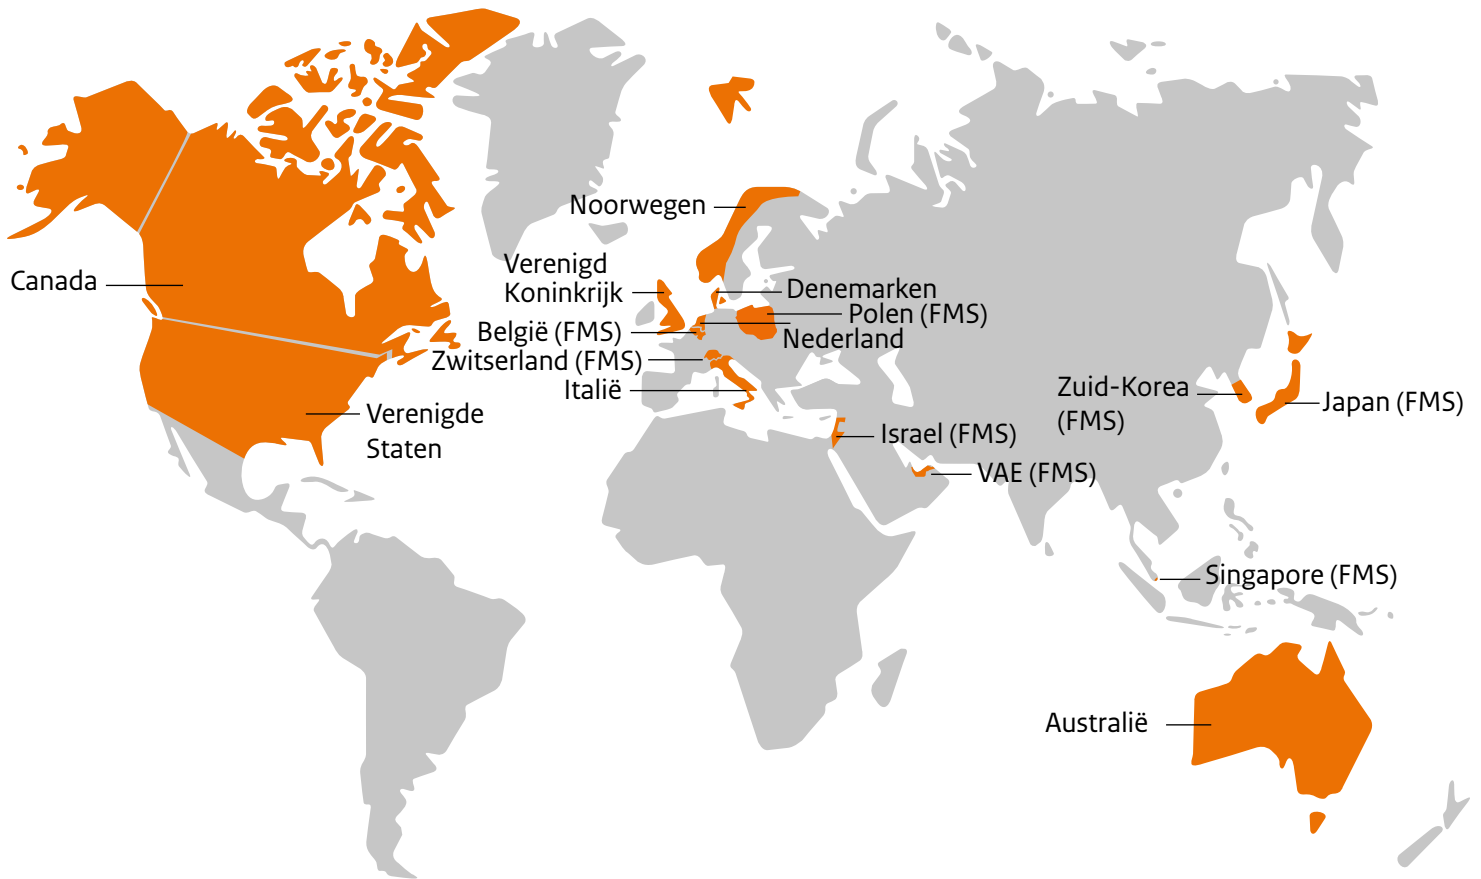 Noorwegen
Verenigd
Koninkrijk
Canada
Denemarken
Polen (FMS)
België (FMS)
Nederland
Zwitserland (FMS)
Italië
Verenigde
Staten
Zuid-Korea
(FMS)
Japan (FMS)
Israel (FMS)
VAE (FMS)
Singapore (FMS)
Australië